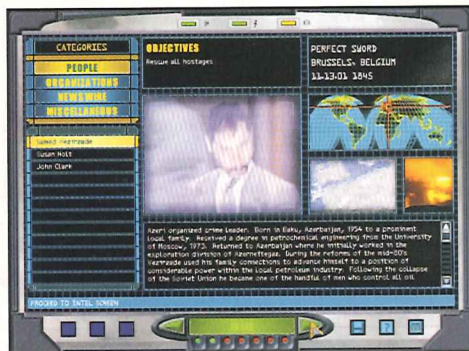 CATEGORIES
PEOPLE
ORGANIZATIONS
NEWSWIRE
MISCELLANEOUS
Samed Vezirzade
Susan Holt
John Clark
OBJECTIVES
Rescue all hostages
PERFECT SWORD
BRUSSELS, BELGIUM
11-13-01 1845
Azeri organized crime leader. Born in Baku, Azerbaijan, 1954 to a prominent
local family. Received a degree in petrochemical engineering from the University
of Moscow, 1973. Returned to Azerbaijan where he initially worked in the
exploration division of Azerneftegaz. During the reforms of the mid-80's
Vezirzade used his family connections to advance himself to a position of
considerable power within the local petroleum industry. Following the collapse
of the Soviet Union he became one of the handful of men who control all oil
PROCEED TO INTEL SCREEN
?